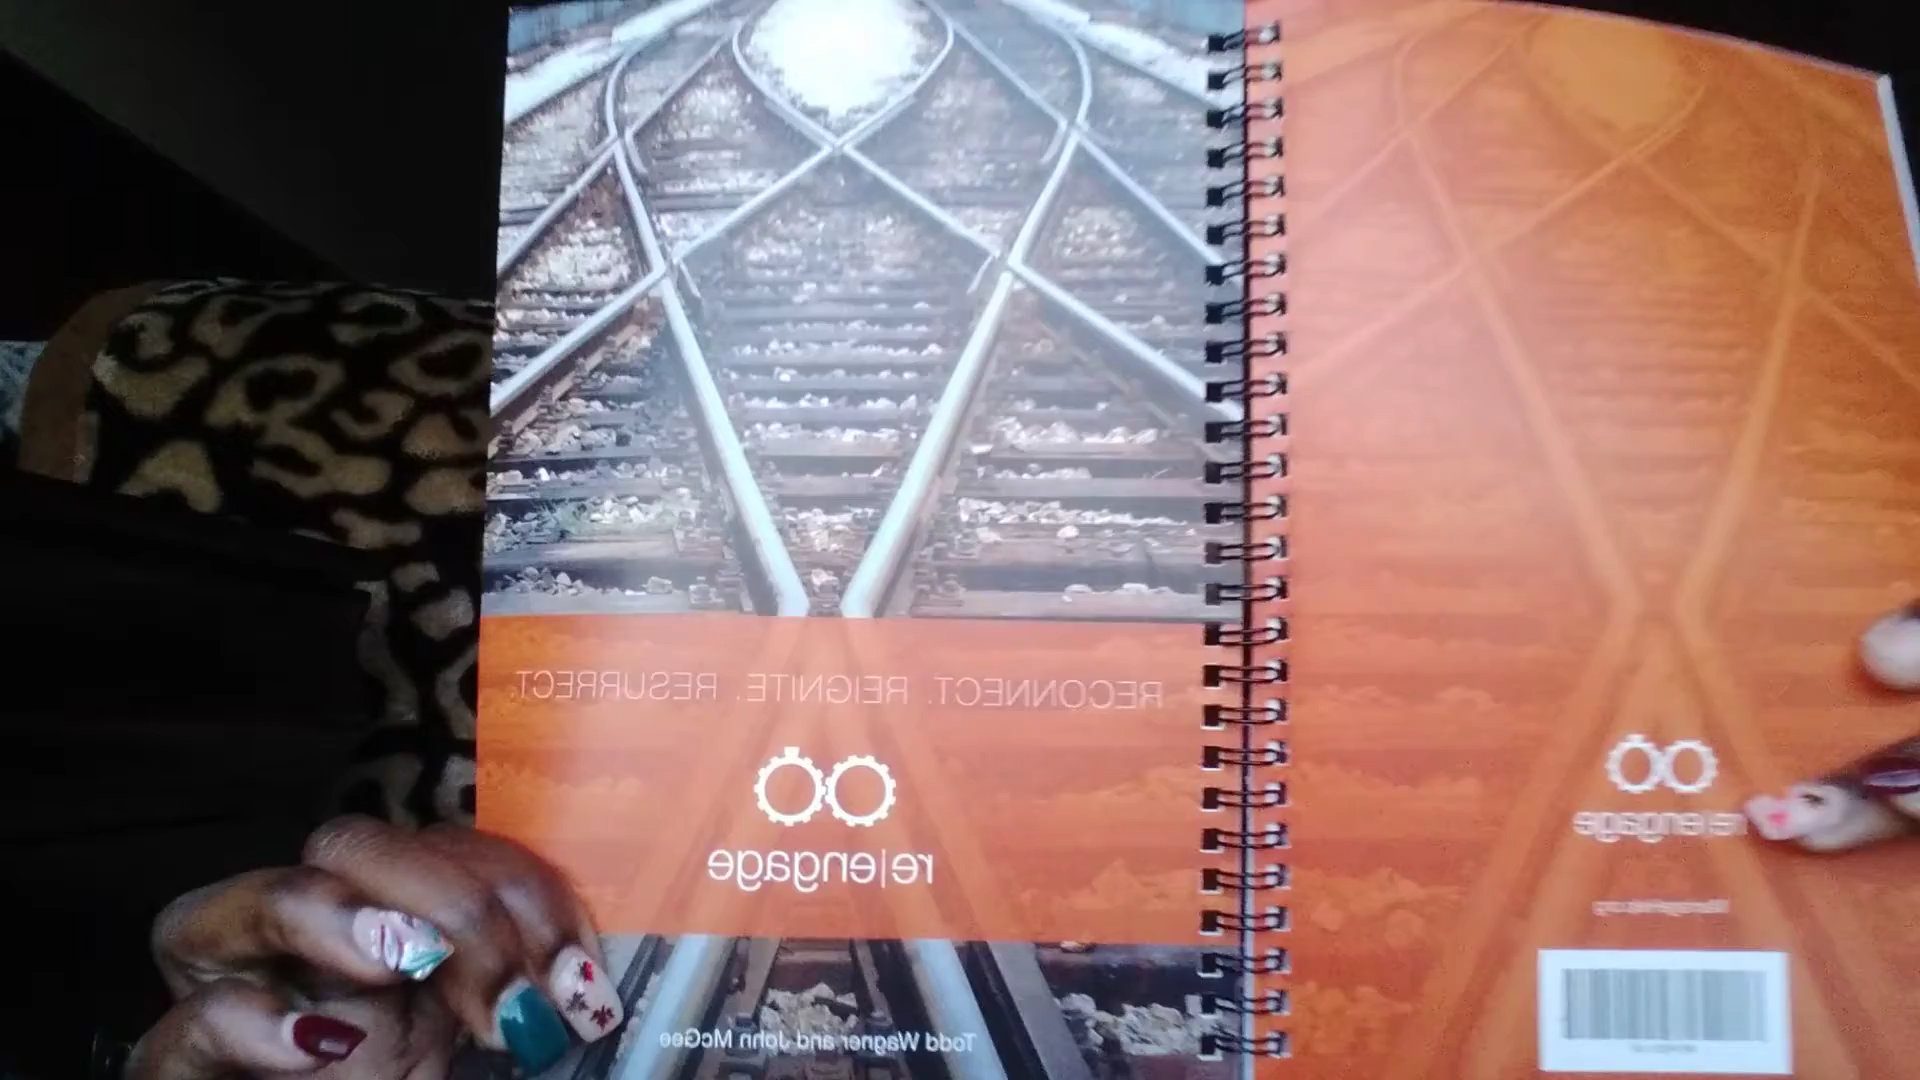 RECONNECT. REIGNITE. RESURRECT.
re|engage
Todd Wagner and John McGee
re|engage